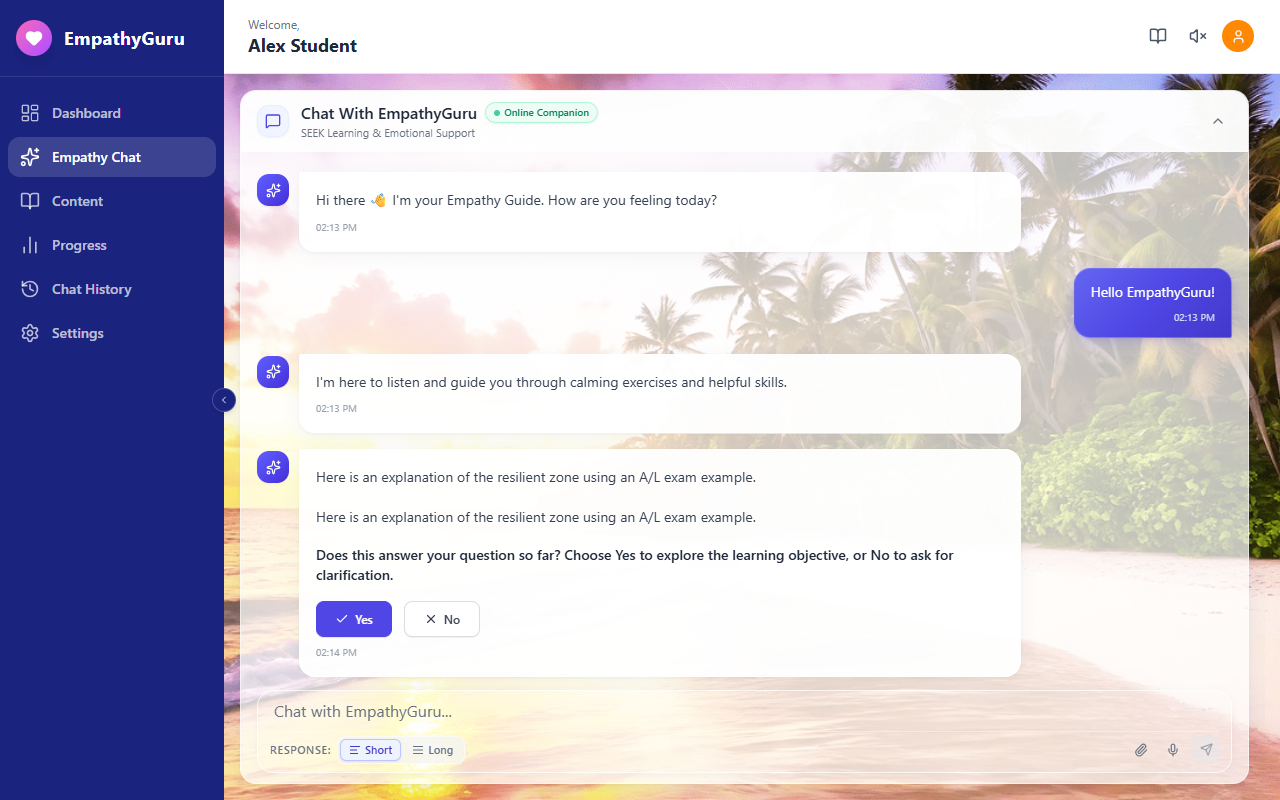 EmpathyGuru
Welcome,
Alex Student
Dashboard
Empathy Chat
Content
Progress
Chat History
Settings
Chat With EmpathyGuru
Online Companion
SEEK Learning & Emotional Support
Hi there 👋 I'm your Empathy Guide. How are you feeling today?
02:13 PM
Hello EmpathyGuru!
02:13 PM
I'm here to listen and guide you through calming exercises and helpful skills.
02:13 PM
Here is an explanation of the resilient zone using an A/L exam example.
Here is an explanation of the resilient zone using an A/L exam example.
Does this answer your question so far? Choose Yes to explore the learning objective, or No to ask for
clarification.
Yes
No
02:14 PM
Chat with EmpathyGuru...
RESPONSE:
Short
Long